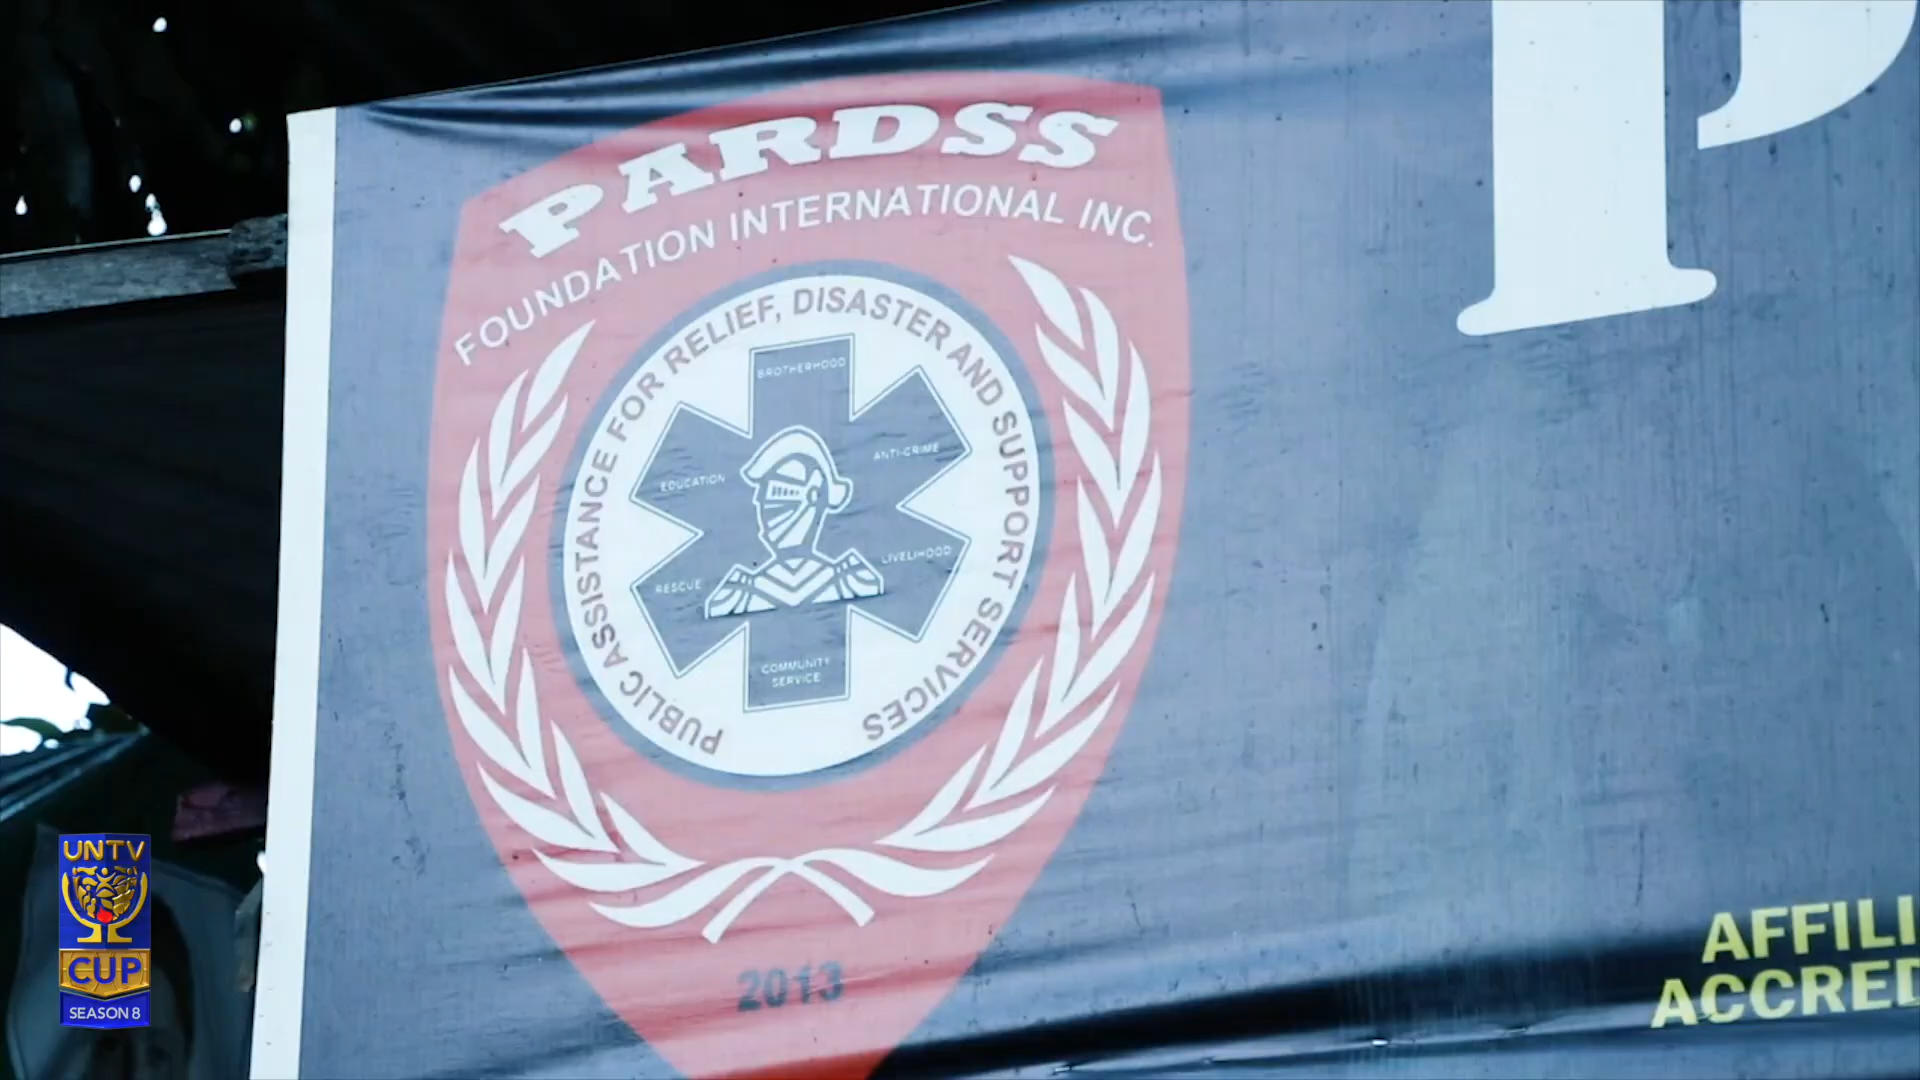 PARDSS
FOUNDATION INTERNATIONAL INC.
PUBLIC ASSISTANCE FOR RELIEF, DISASTER AND SUPPORT SERVICES
BROTHERHOOD
ANTI-CRIME
EDUCATION
LIVELIHOOD
RESCUE
COMMUNITY
SERVICE
2013
P
AFFILI
ACCRED
UNTV
CUP
SEASON 8